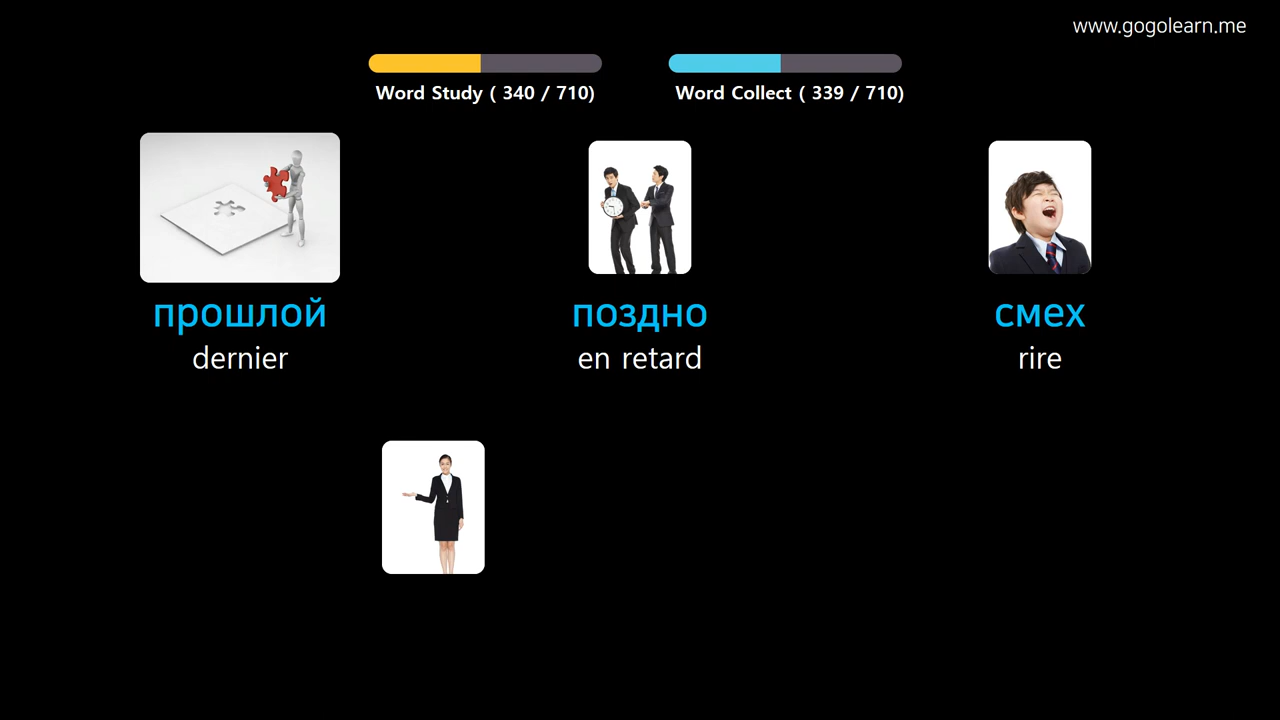 www.gogolearn.me
Word Study ( 340 / 710)
Word Collect ( 339 / 710)
прошлой
поздно
смех
dernier
en retard
rire